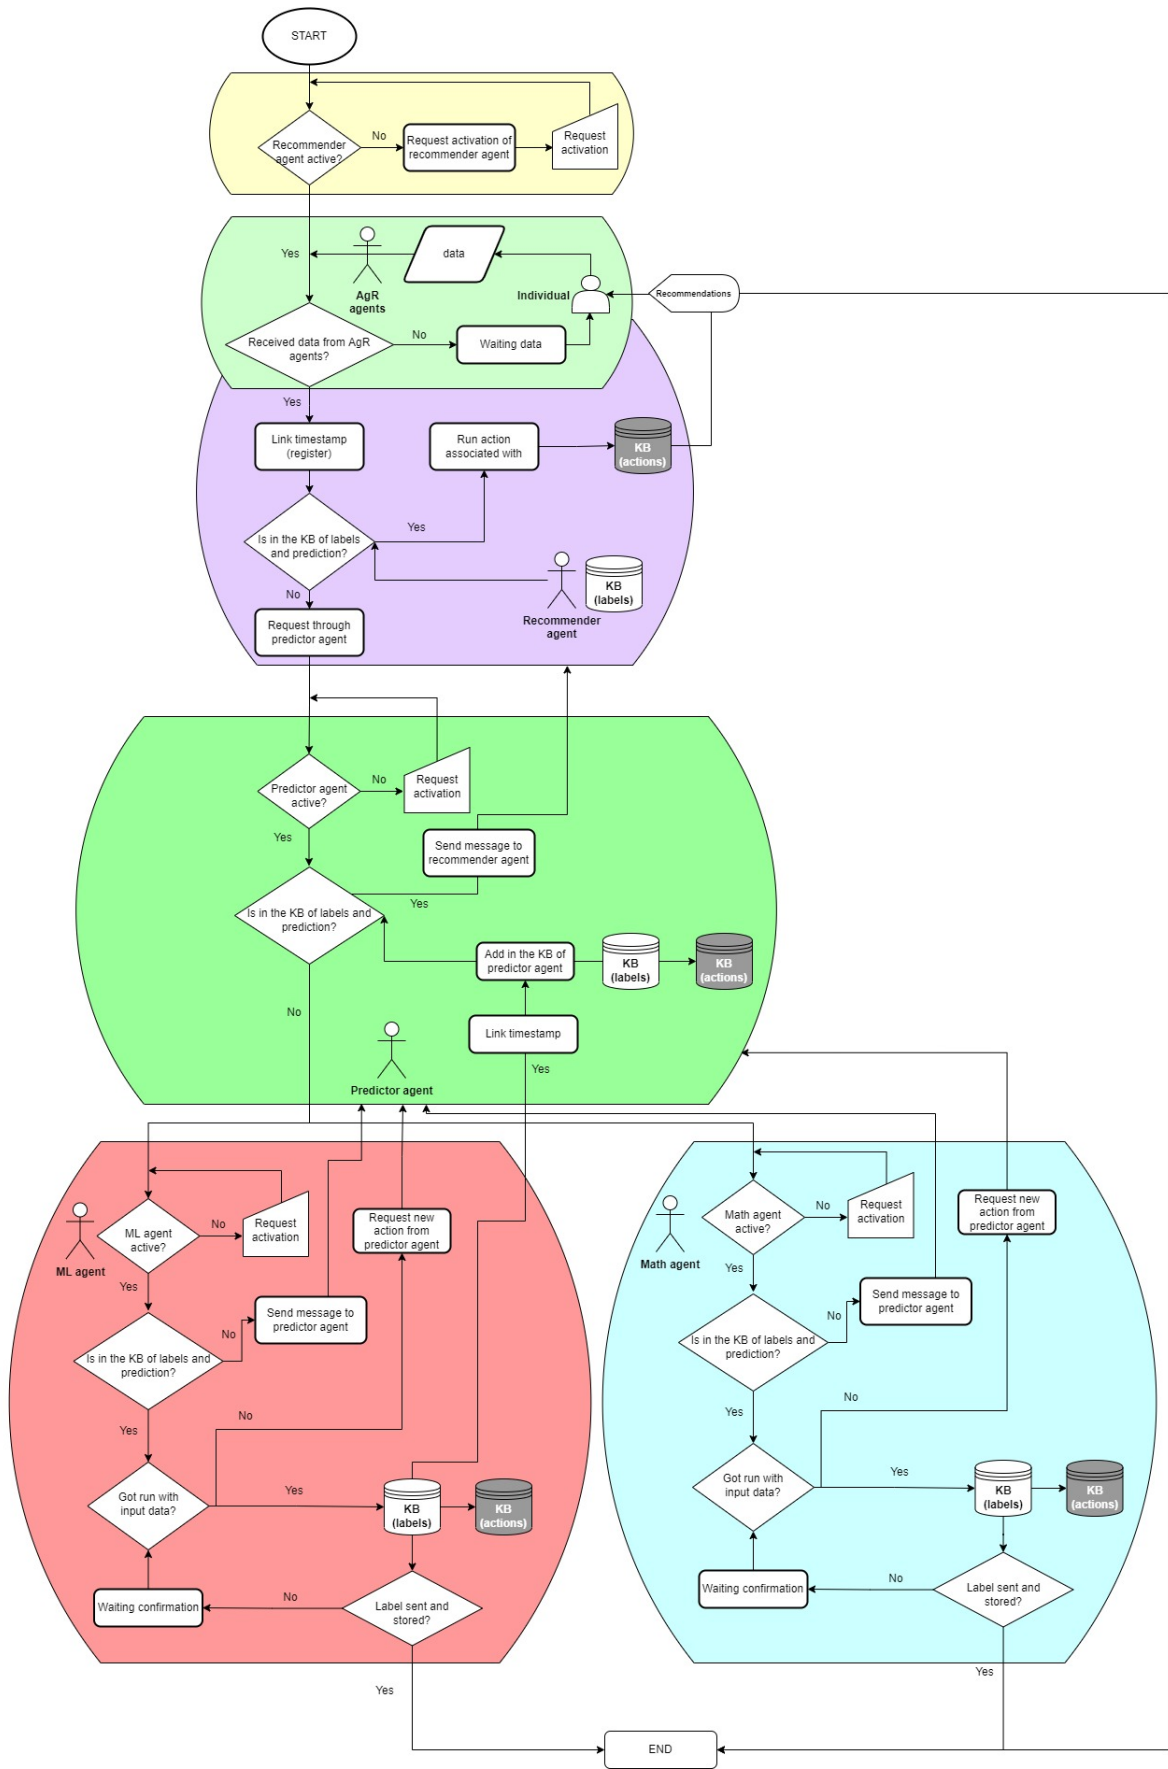 START
Recommender
agent active?
No
Request activation of
recommender agent
Request
activation
Yes
AgR
agents
data
Individual
Recommendations
Received data from AgR
agents?
No
Waiting data
Yes
Link timestamp
(register)
Run action
associated with
KB
(actions)
Is in the KB of labels
and prediction?
Yes
No
KB
(labels)
Recommender
agent
Request through
predictor agent
Predictor agent
active?
No
Request
activation
Yes
Send message to
recommender agent
Is in the KB of labels and
prediction?
Yes
Add in the KB of
predictor agent
KB
(labels)
KB
(actions)
No
Link timestamp
Yes
Predictor agent
ML agent
ML agent
active?
No
Request
activation
Request new
action from
predictor agent
Yes
Send message to
predictor agent
No
Is in the KB of labels and
prediction?
Yes
No
Got run with
input data?
Yes
KB
(labels)
KB
(actions)
Waiting confirmation
No
Label sent and
stored?
Yes
Math agent
Math agent
active?
No
Request
activation
Request new
action from
predictor agent
Yes
Send message to
predictor agent
No
Is in the KB of labels and
prediction?
Yes
No
Got run with
input data?
Yes
KB
(labels)
KB
(actions)
Waiting confirmation
No
Label sent and
stored?
Yes
END